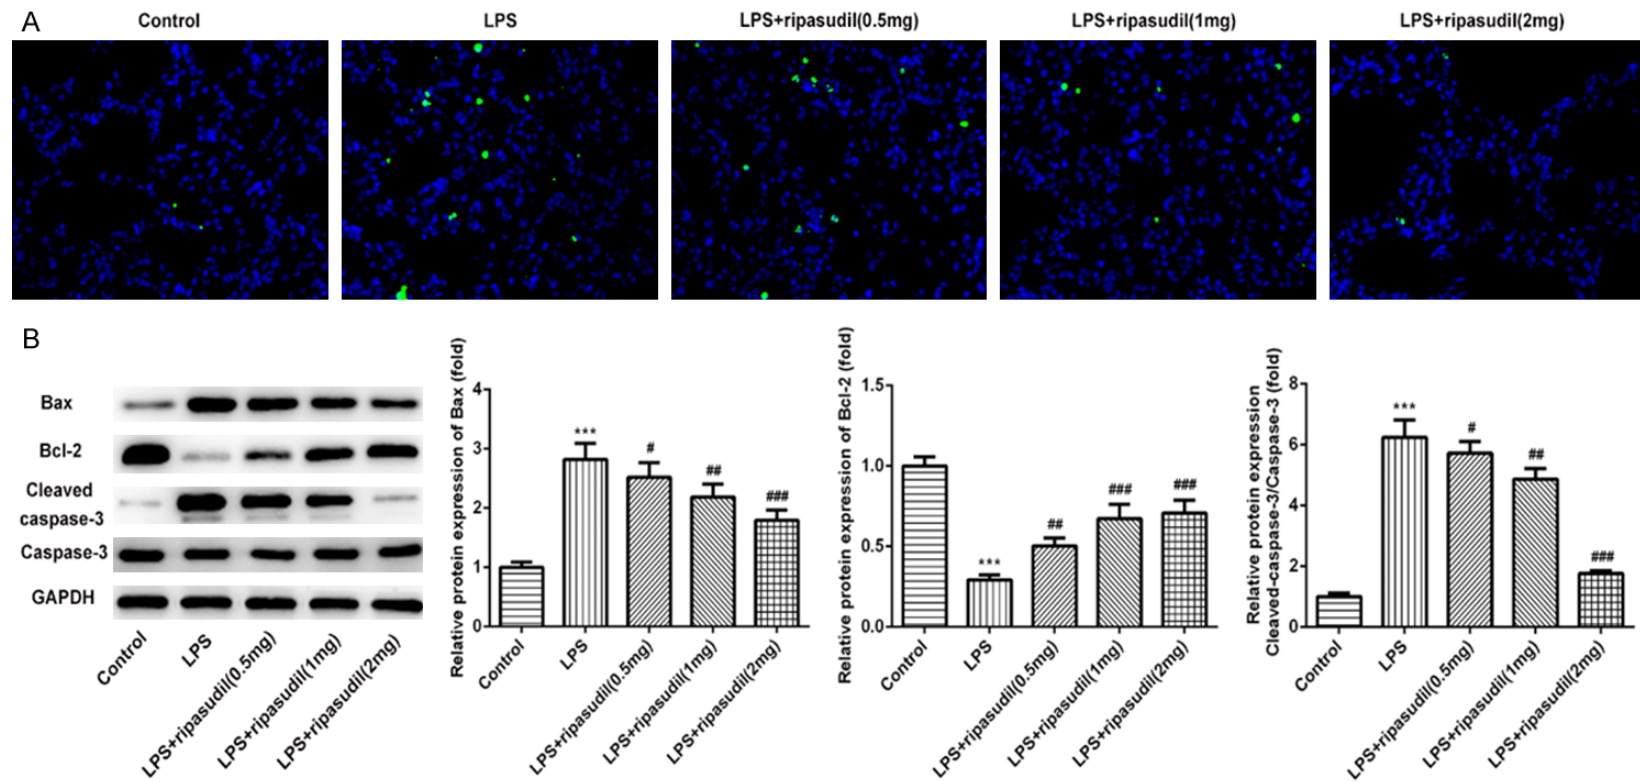 A
Control
LPS
LPS+ripasudil(0.5mg)
LPS+ripasudil(1mg)
LPS+ripasudil(2mg)
B
Bax
Bcl-2
Cleaved
caspase-3
Caspase-3
GAPDH
Control
LPS
LPS+ripasudil(0.5mg)
LPS+ripasudil(1mg)
LPS+ripasudil(2mg)
Relative protein expression of Bax (fold)
4
3
2
1
0
***
#
##
###
Control
LPS
LPS+ripasudil(0.5mg)
LPS+ripasudil(1mg)
LPS+ripasudil(2mg)
Relative protein expression of Bcl-2 (fold)
1.5
1.0
0.5
0.0
***
##
###
###
Control
LPS
LPS+ripasudil(0.5mg)
LPS+ripasudil(1mg)
LPS+ripasudil(2mg)
Relative protein expression
Cleaved-caspase-3/Caspase-3 (fold)
8
6
4
2
0
***
#
##
###
Control
LPS
LPS+ripasudil(0.5mg)
LPS+ripasudil(1mg)
LPS+ripasudil(2mg)